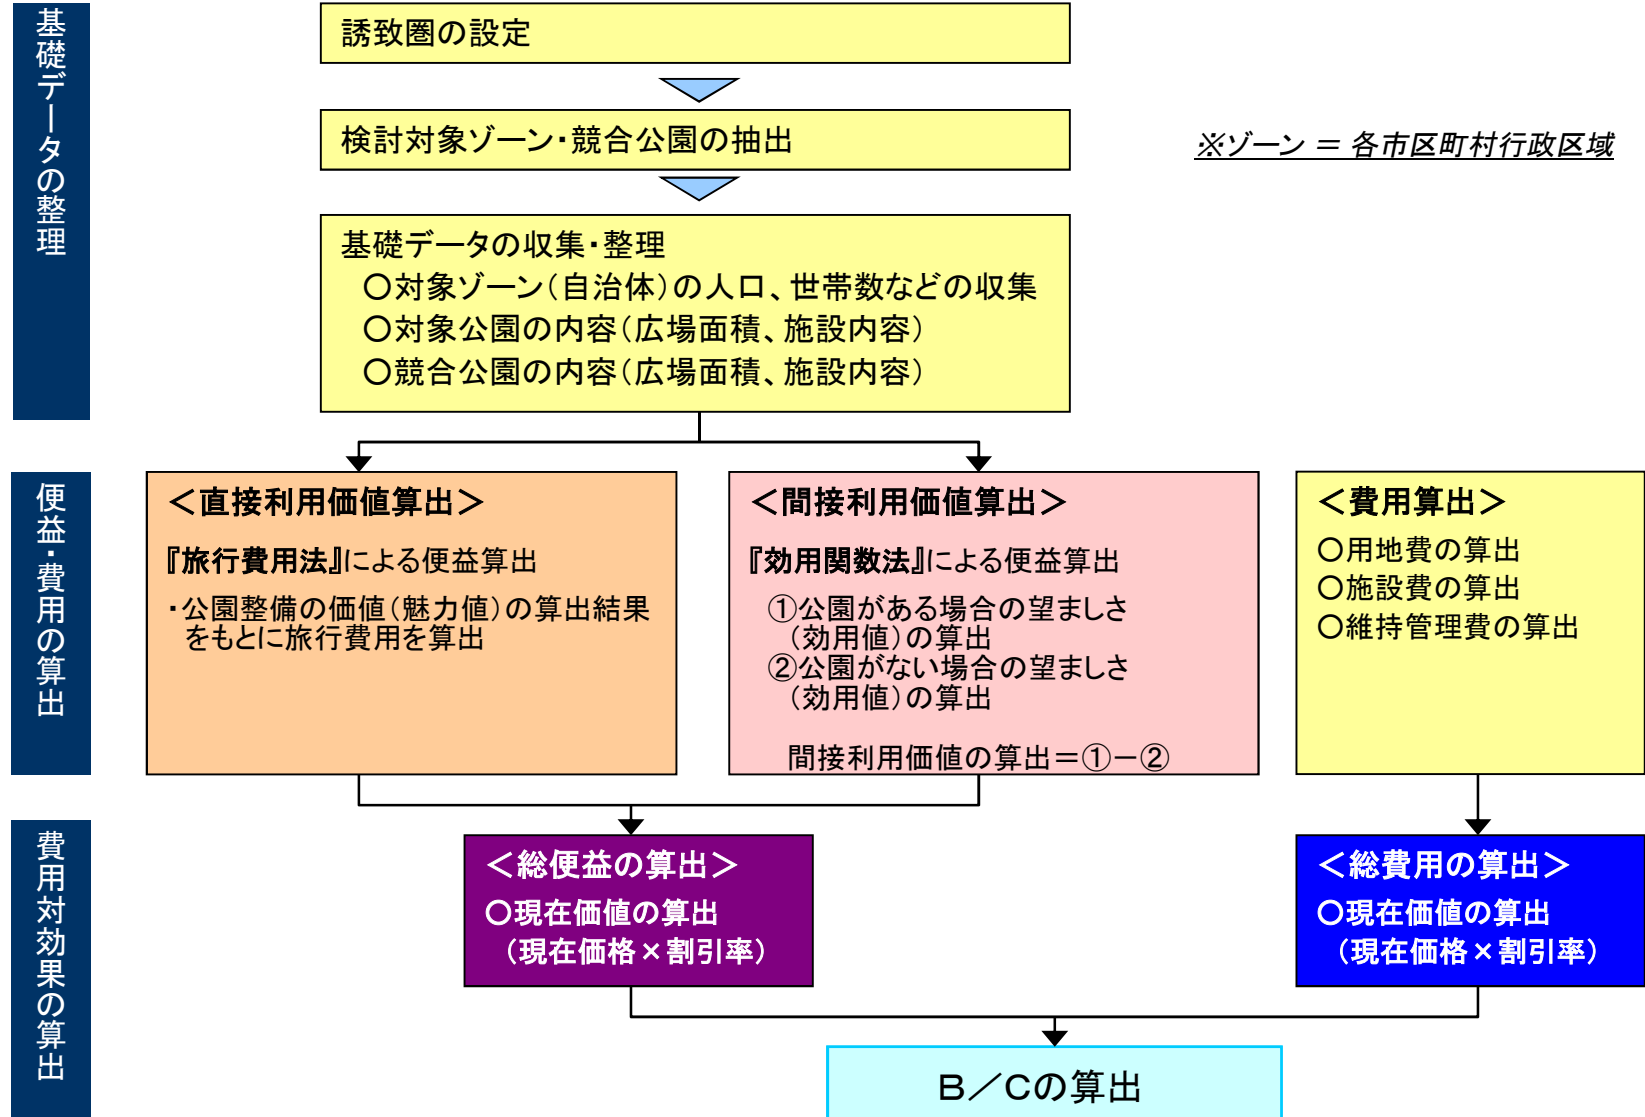 基礎データの整理
誘致圏の設定
検討対象ゾーン・競合公園の抽出
※ゾーン ＝ 各市区町村行政区域
基礎データの収集・整理
○対象ゾーン（自治体）の人口、世帯数などの収集
○対象公園の内容（広場面積、施設内容）
○競合公園の内容（広場面積、施設内容）
便益・費用の算出
＜直接利用価値算出＞
『旅行費用法』による便益算出
・公園整備の価値（魅力値）の算出結果
をもとに旅行費用を算出
＜間接利用価値算出＞
『効用関数法』による便益算出
①公園がある場合の望ましさ
（効用値）の算出
②公園がない場合の望ましさ
（効用値）の算出
間接利用価値の算出＝①－②
＜費用算出＞
○用地費の算出
○施設費の算出
○維持管理費の算出
費用対効果の算出
＜総便益の算出＞
○現在価値の算出
（現在価格×割引率）
＜総費用の算出＞
○現在価値の算出
（現在価格×割引率）
Ｂ／Ｃの算出